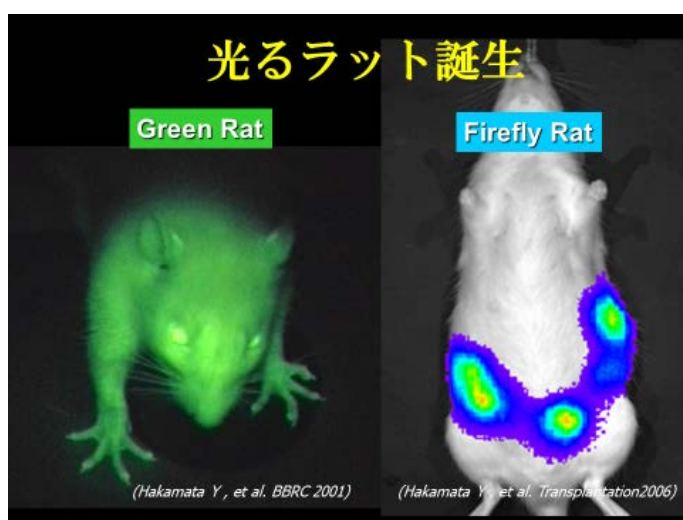 光るラット誕生
Green Rat
Firefly Rat
(Hakamata Y , et al. BBRC 2001)
(Hakamata Y , et al. Transplantation2006)